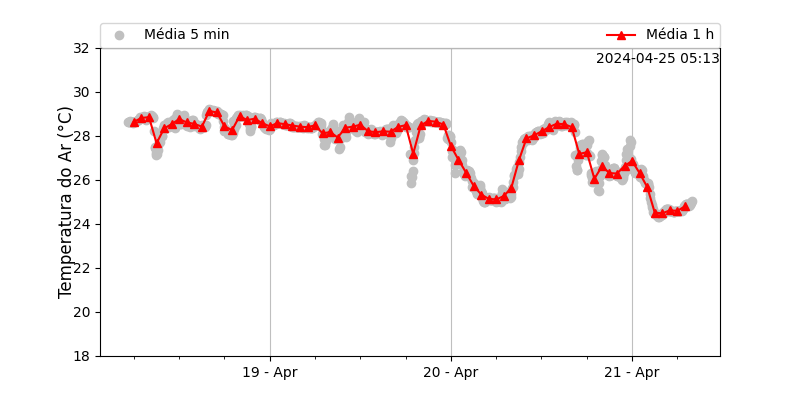 Média 5 min
Média 1 h
2024-04-25 05:13
Temperatura do Ar (°C)
32
30
28
26
24
22
20
18
19 - Apr
20 - Apr
21 - Apr